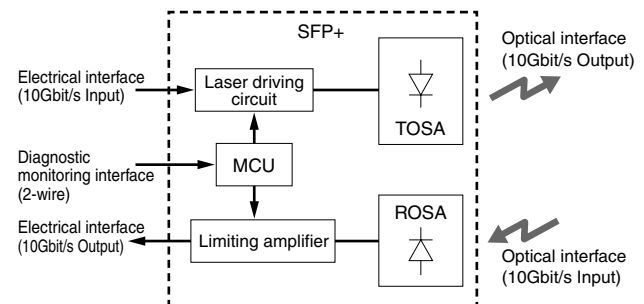 SFP+
Electrical interface
(10Gbit/s Input)
Laser driving
circuit
TOSA
Optical interface
(10Gbit/s Output)
Diagnostic
monitoring interface
(2-wire)
MCU
Electrical interface
(10Gbit/s Output)
Limiting amplifier
ROSA
Optical interface
(10Gbit/s Input)